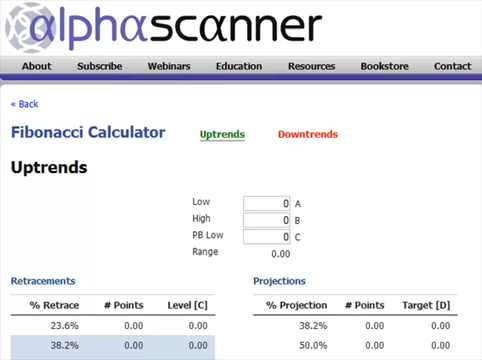 alphascanner
About Subscribe Webinars Education Resources Bookstore Contact
« Back
Fibonacci Calculator Uptrends Downtrends
Uptrends
Low 0 A
High 0 B
PB Low 0 C
Range 0.00
Retracements Projections
% Retrace # Points Level [C] % Projection # Points Target [D]
23.6% 0.00 0.00 38.2% 0.00 0.00
38.2% 0.00 0.00 50.0% 0.00 0.00